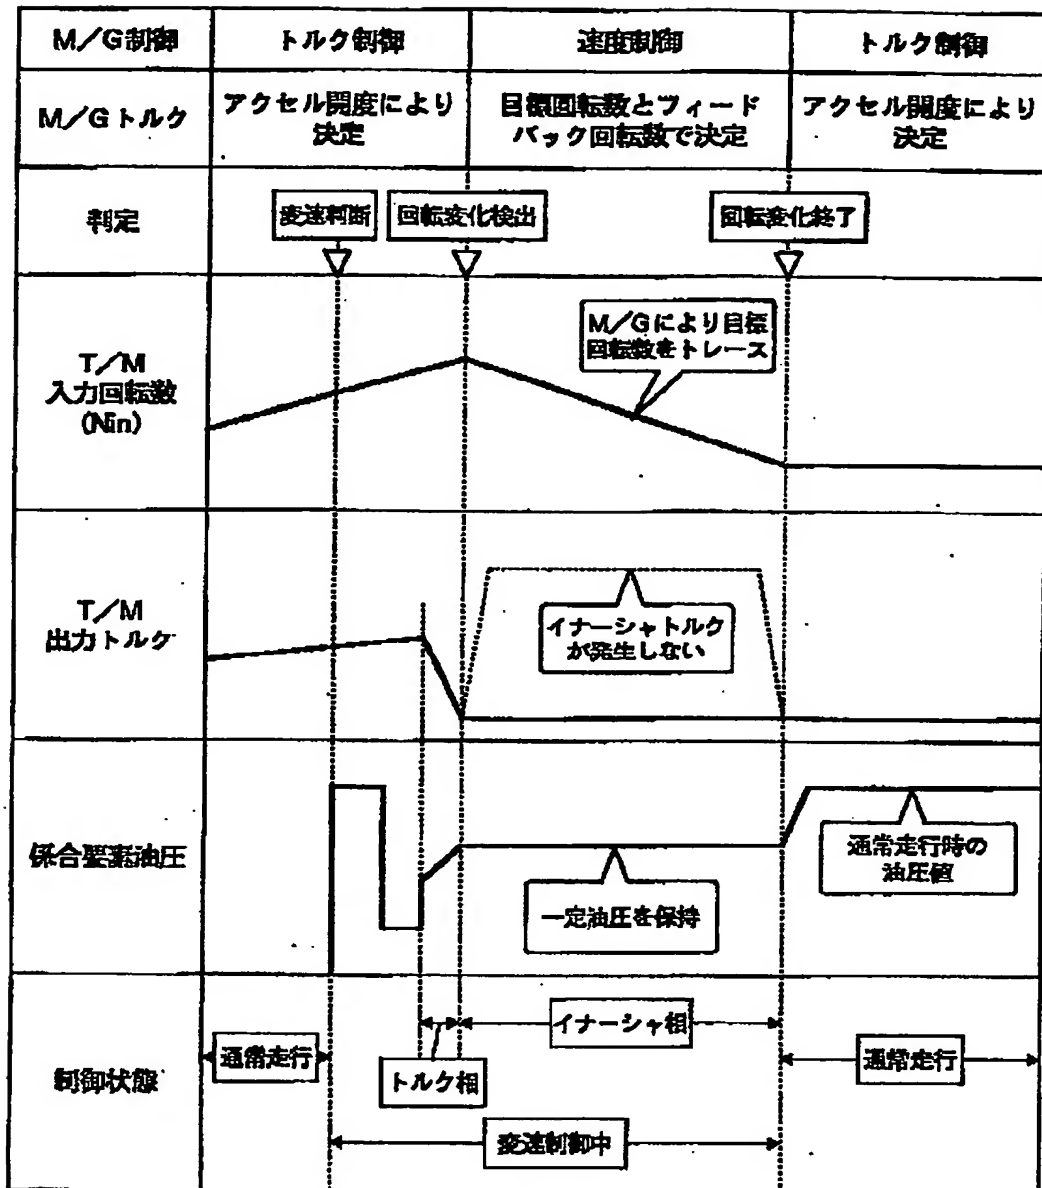 M/G制御
トルク制御
速度制御
トルク制御
M/Gトルク
アクセル開度により
決定
目標回転数とフィード
バック回転数で決定
アクセル開度により
決定
判定
変速判断
回転変化検出
回転変化終了
T/M
入力回転数
(Nin)
M/Gにより目標
回転数をトレース
T/M
出力トルク
イナーシャトルク
が発生しない
係合要素油圧
一定油圧を保持
通常走行時の
油圧値
制御状態
通常走行
トルク相
イナーシャ相
通常走行
変速制御中